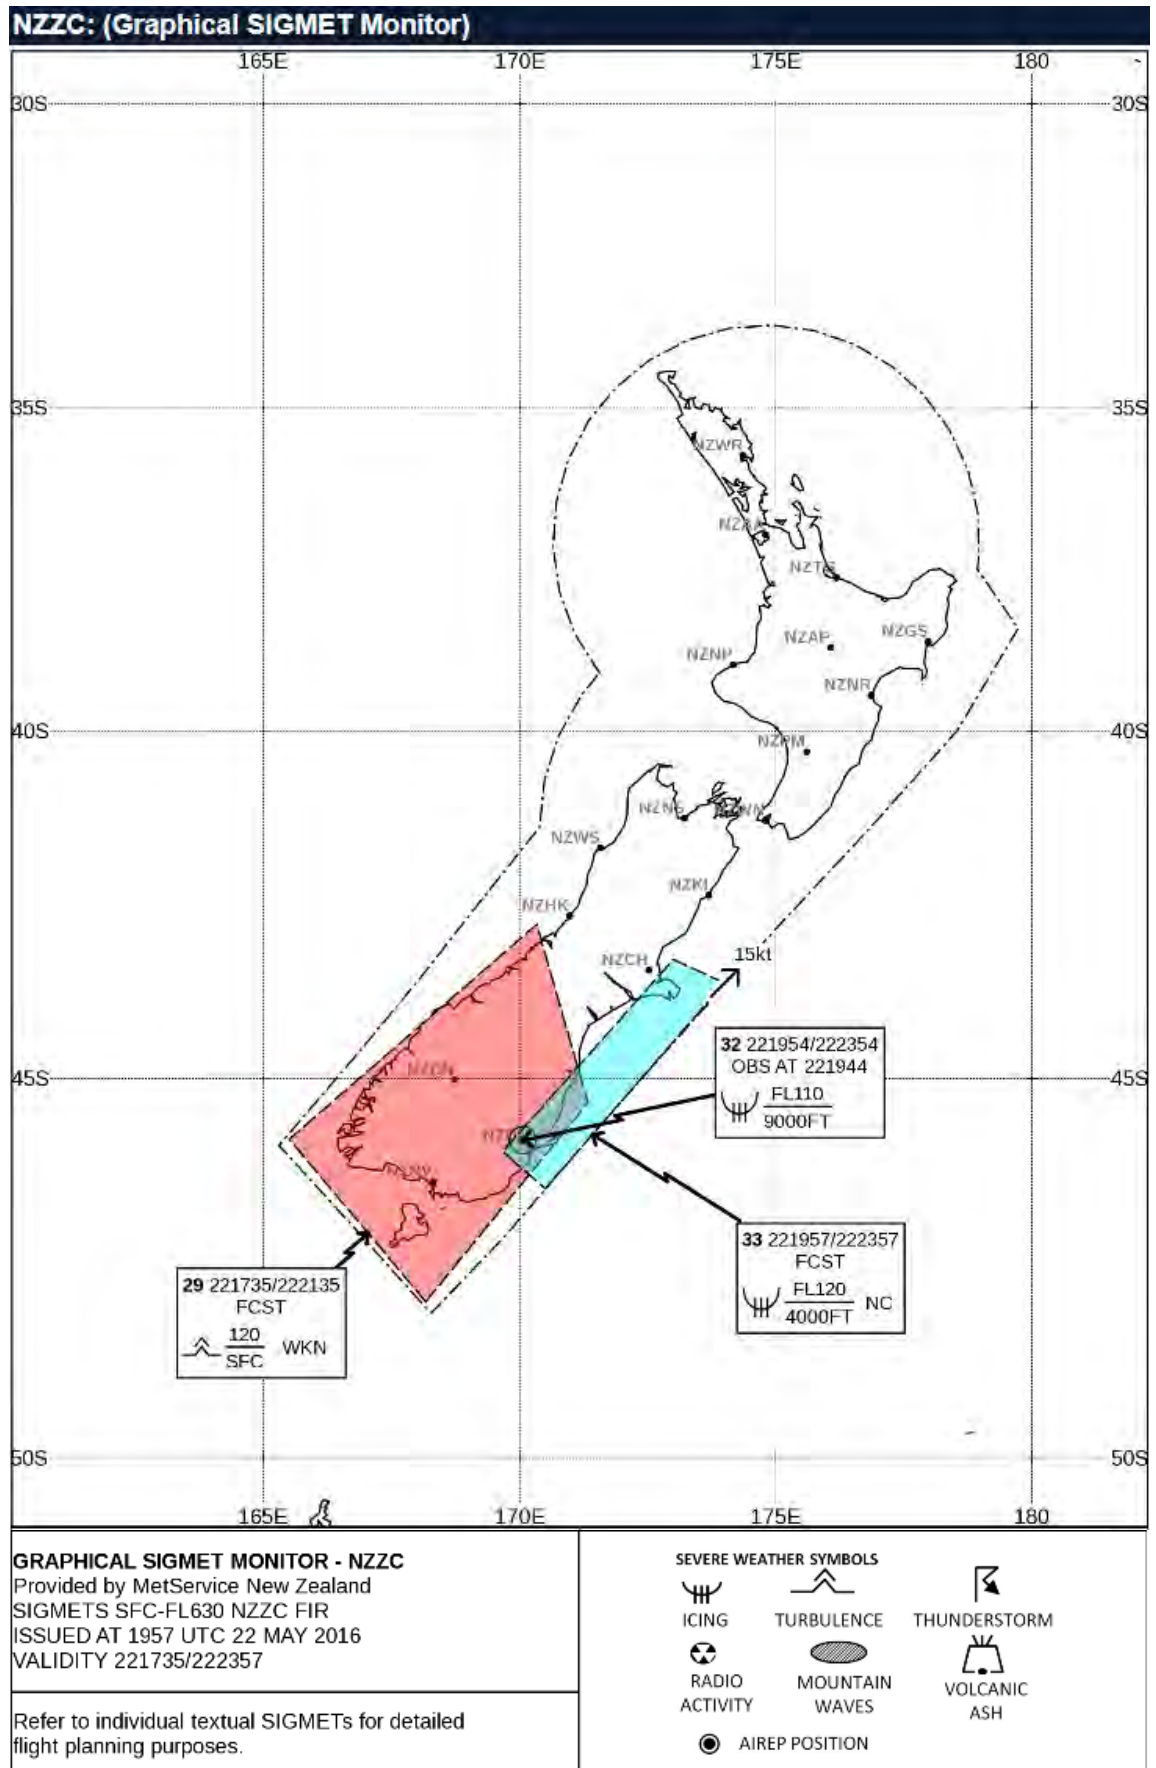 NZZC: (Graphical SIGMET Monitor)
165E 170E 175E 180
30S 30S
35S 35S
NZWR
NZAA
NZTG
NZAP NZGS
NZNP
NZNR
40S 40S
NZPM
NZNS NZWN
NZWS
NZKI
NZHK
NZCH 15kt
32 221954/222354
OBS AT 221944
FL110
9000FT
45S 45S
NZQN
NZNV
33 221957/222357
FCST
FL120
4000FT NC
29 221735/222135
FCST
120
SFC WKN
50S 50S
165E 170E 175E 180
GRAPHICAL SIGMET MONITOR - NZZC
Provided by MetService New Zealand
SIGMETS SFC-FL630 NZZC FIR
ISSUED AT 1957 UTC 22 MAY 2016
VALIDITY 221735/222357
Refer to individual textual SIGMETs for detailed
flight planning purposes.
SEVERE WEATHER SYMBOLS
ICING TURBULENCE THUNDERSTORM
RADIO ACTIVITY MOUNTAIN WAVES VOLCANIC ASH
AIREP POSITION